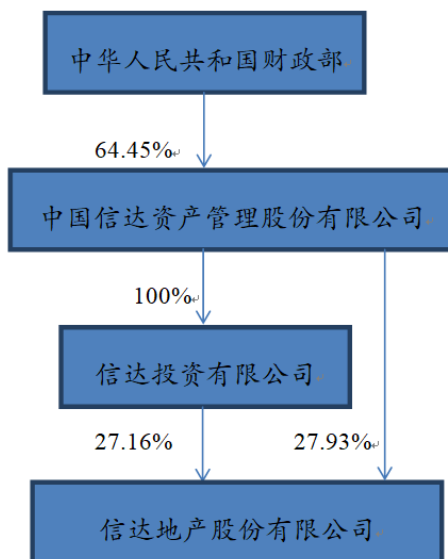 中华人民共和国财政部
64.45%
中国信达资产管理股份有限公司
100%
信达投资有限公司
27.16%
27.93%
信达地产股份有限公司